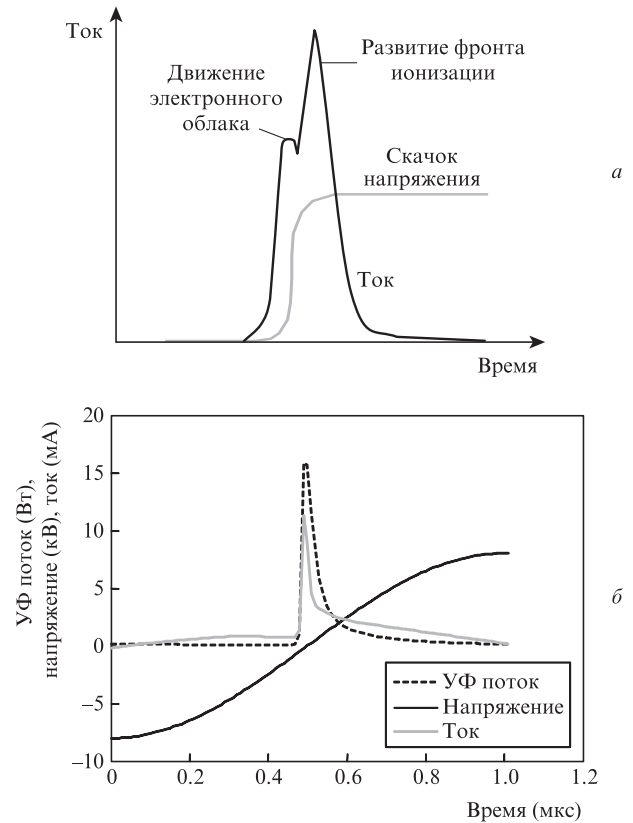 Ток
Развитие фронта
ионизации
Движение
электронного
облака
Скачок
напряжения
а
Ток
Время
УФ поток (Вт),
напряжение (кВ), ток (мА)
20
15
10
5
0
−5
−10
б
УФ поток
Напряжение
Ток
0
0.2
0.4
0.6
0.8
1.0
1.2
Время (мкс)